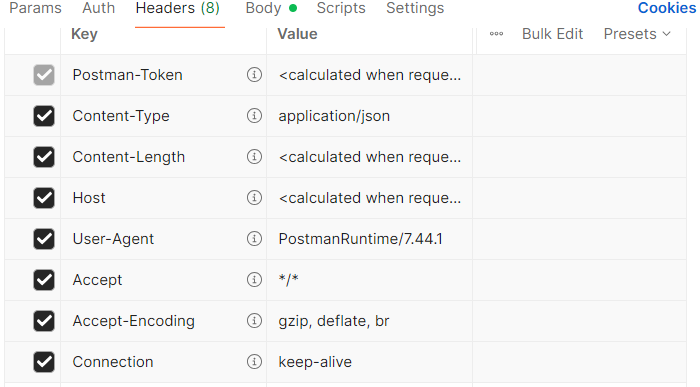 Params Auth Headers (8) Body Scripts Settings Cookies
Key Value Bulk Edit Presets
Postman-Token <calculated when reque...
Content-Type application/json
Content-Length <calculated when reque...
Host <calculated when reque...
User-Agent PostmanRuntime/7.44.1
Accept */*
Accept-Encoding gzip, deflate, br
Connection keep-alive